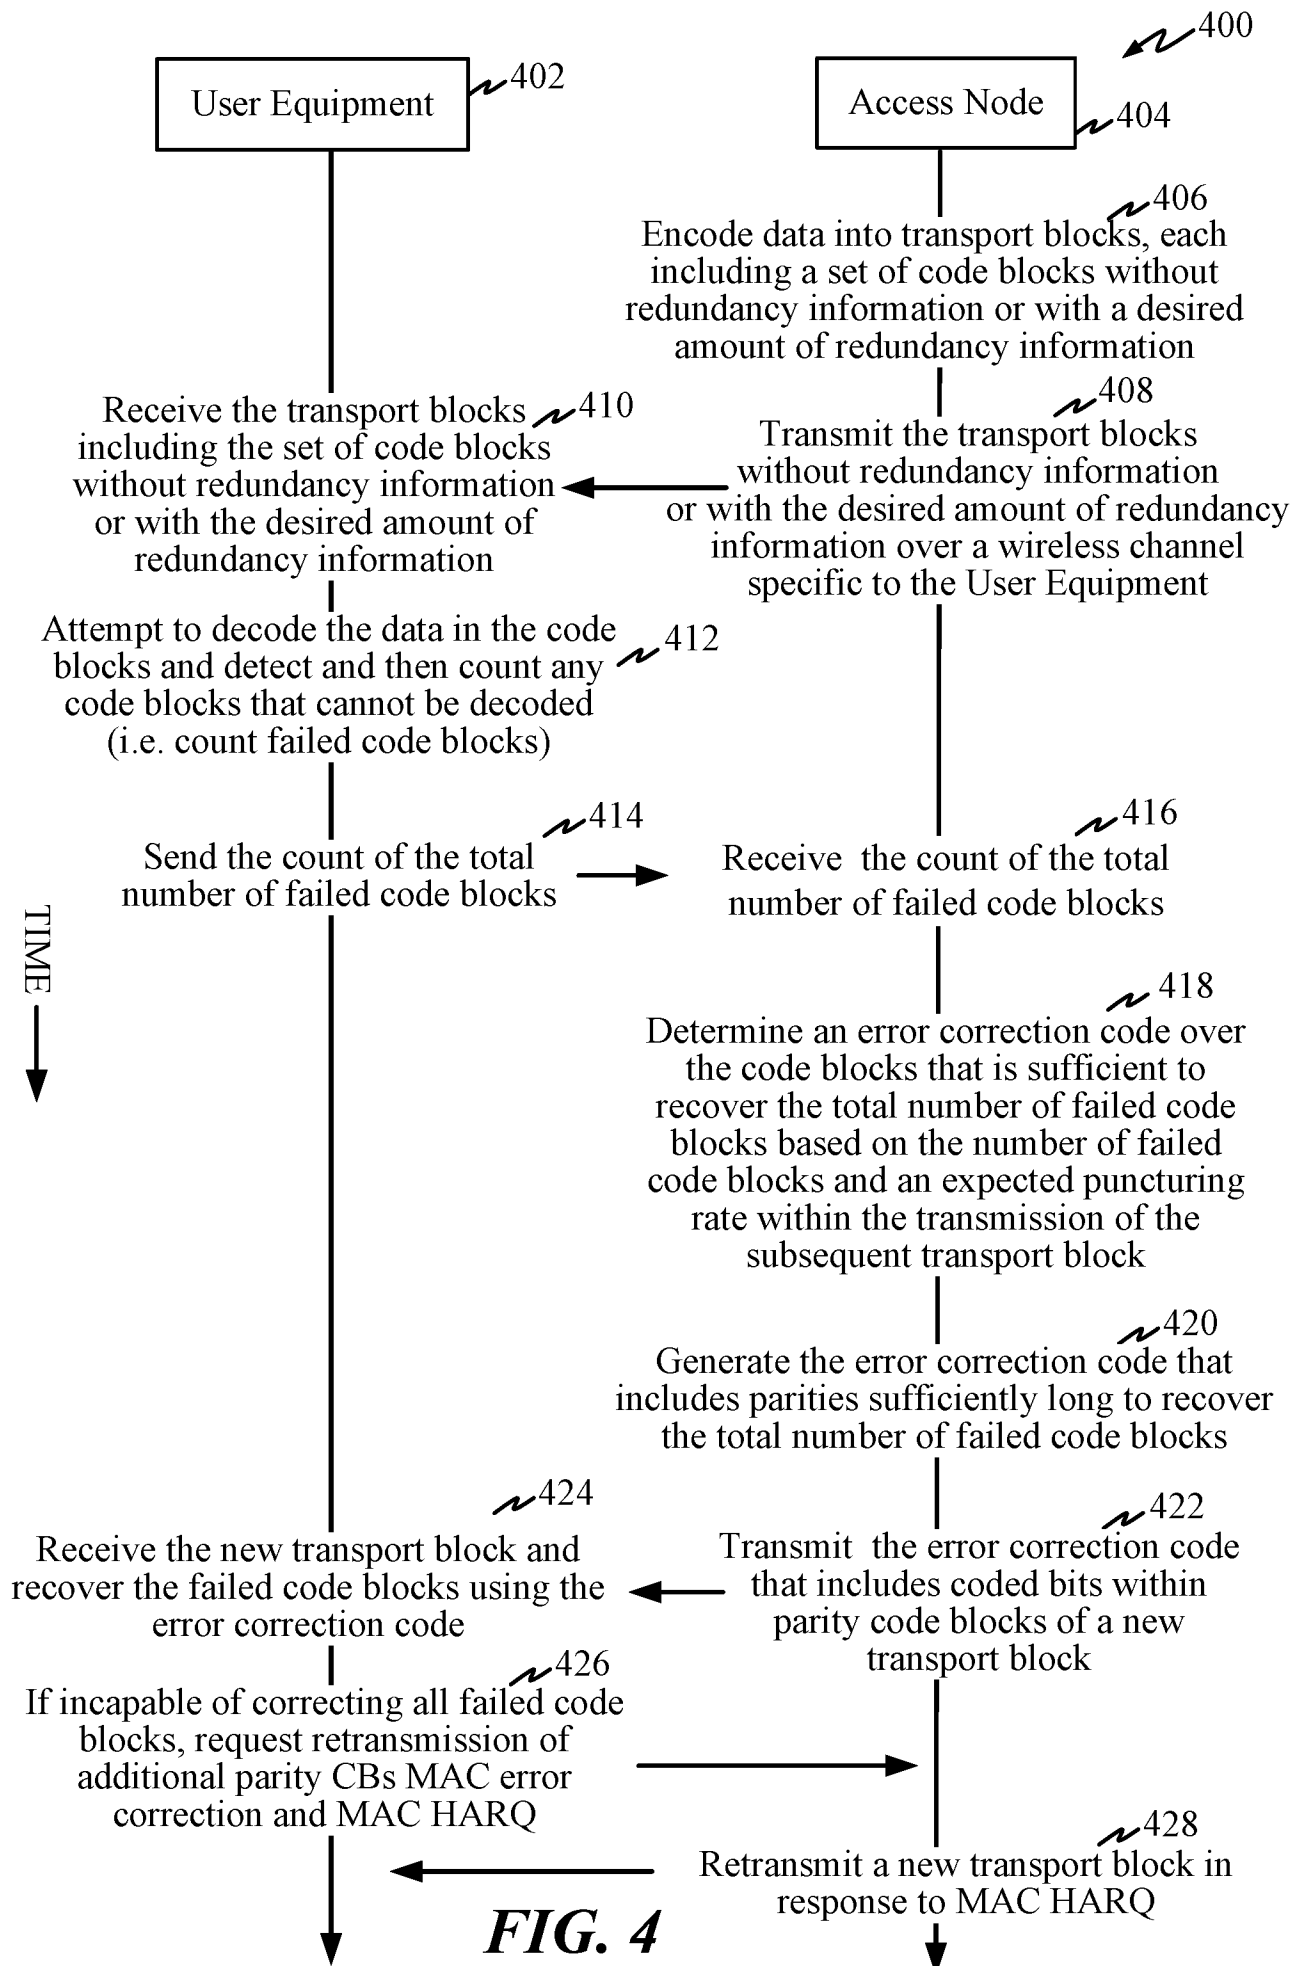 400
User Equipment
402
Access Node
404
406
Encode data into transport blocks, each
including a set of code blocks without
redundancy information or with a desired
amount of redundancy information
408
Transmit the transport blocks
without redundancy information
or with the desired amount of redundancy
information over a wireless channel
specific to the User Equipment
410
Receive the transport blocks
including the set of code blocks
without redundancy information
or with the desired amount of
redundancy information
412
Attempt to decode the data in the code
blocks and detect and then count any
code blocks that cannot be decoded
(i.e. count failed code blocks)
414
Send the count of the total
number of failed code blocks
416
Receive the count of the total
number of failed code blocks
TIME
418
Determine an error correction code over
the code blocks that is sufficient to
recover the total number of failed code
blocks based on the number of failed
code blocks and an expected puncturing
rate within the transmission of the
subsequent transport block
420
Generate the error correction code that
includes parities sufficiently long to recover
the total number of failed code blocks
422
Transmit the error correction code
that includes coded bits within
parity code blocks of a new
transport block
424
Receive the new transport block and
recover the failed code blocks using the
error correction code
426
If incapable of correcting all failed code
blocks, request retransmission of
additional parity CBs MAC error
correction and MAC HARQ
428
Retransmit a new transport block in
response to MAC HARQ
FIG. 4